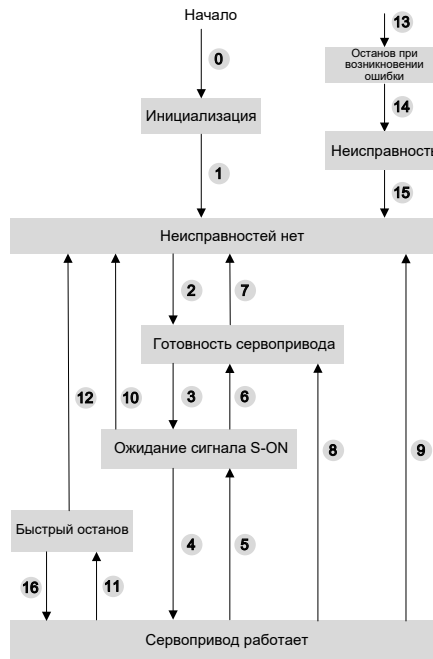 Начало
13
0
Останов при
возникновении
ошибки
14
Инициализация
Неисправность
1
15
Неисправностей нет
2
7
Готовность сервопривода
12
10
3
6
8
9
Ожидание сигнала S-ON
Быстрый останов
4
5
16
11
Сервопривод работает